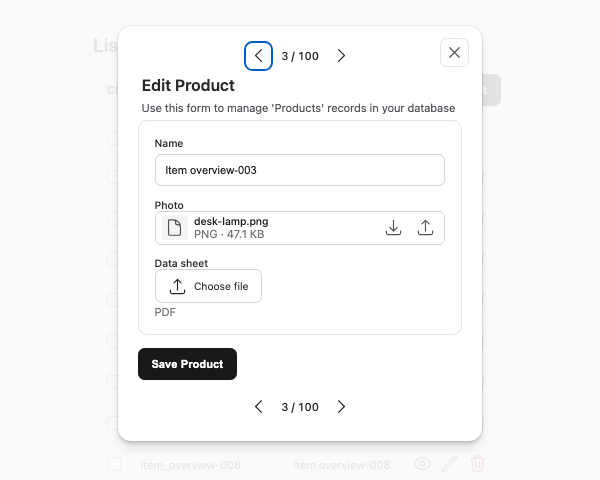 Lis
3 / 100
Edit Product
Use this form to manage 'Products' records in your database
Name
Item overview-003
Photo
desk-lamp.png
PNG · 47.1 KB
Data sheet
Choose file
PDF
Save Product
3 / 100
item_overview-008 Item overview-008